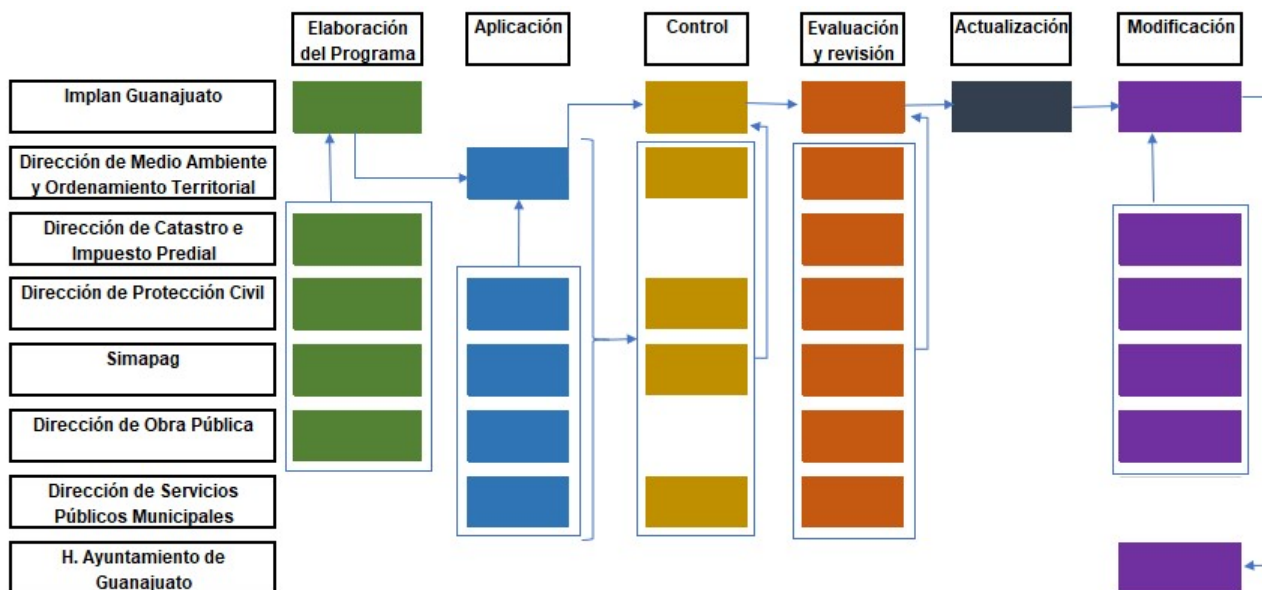 Elaboración
del Programa
Aplicación
Control
Evaluación
y revisión
Actualización
Modificación
Implan Guanajuato
Dirección de Medio Ambiente
y Ordenamiento Territorial
Dirección de Catastro e
Impuesto Predial
Dirección de Protección Civil
Simapag
Dirección de Obra Pública
Dirección de Servicios
Públicos Municipales
H. Ayuntamiento de
Guanajuato